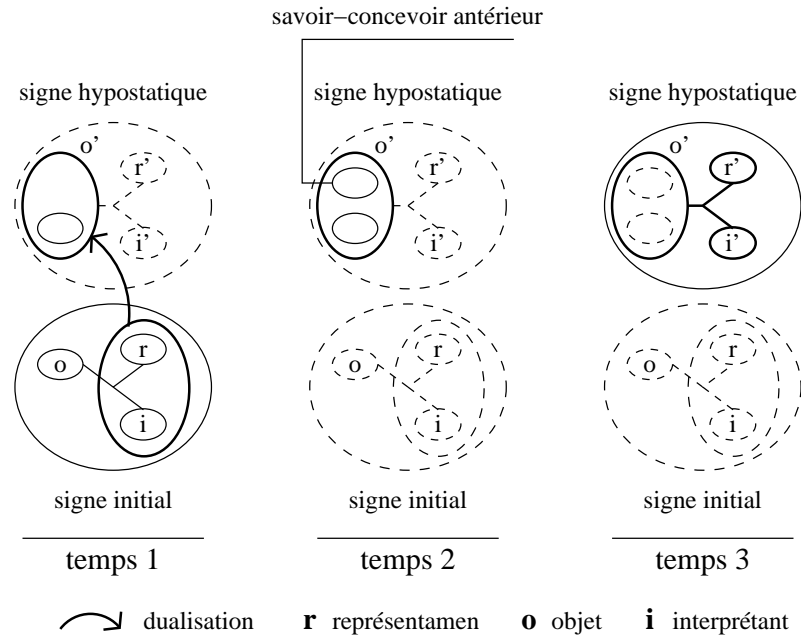 savoir−concevoir antérieur
signe hypostatique
signe hypostatique
signe hypostatique
o’
r’
i’
o’
r’
i’
o’
r’
i’
o
r
i
o
r
i
o
r
i
signe initial
signe initial
signe initial
temps 1
temps 2
temps 3
dualisation r représentamen o objet i interprétant